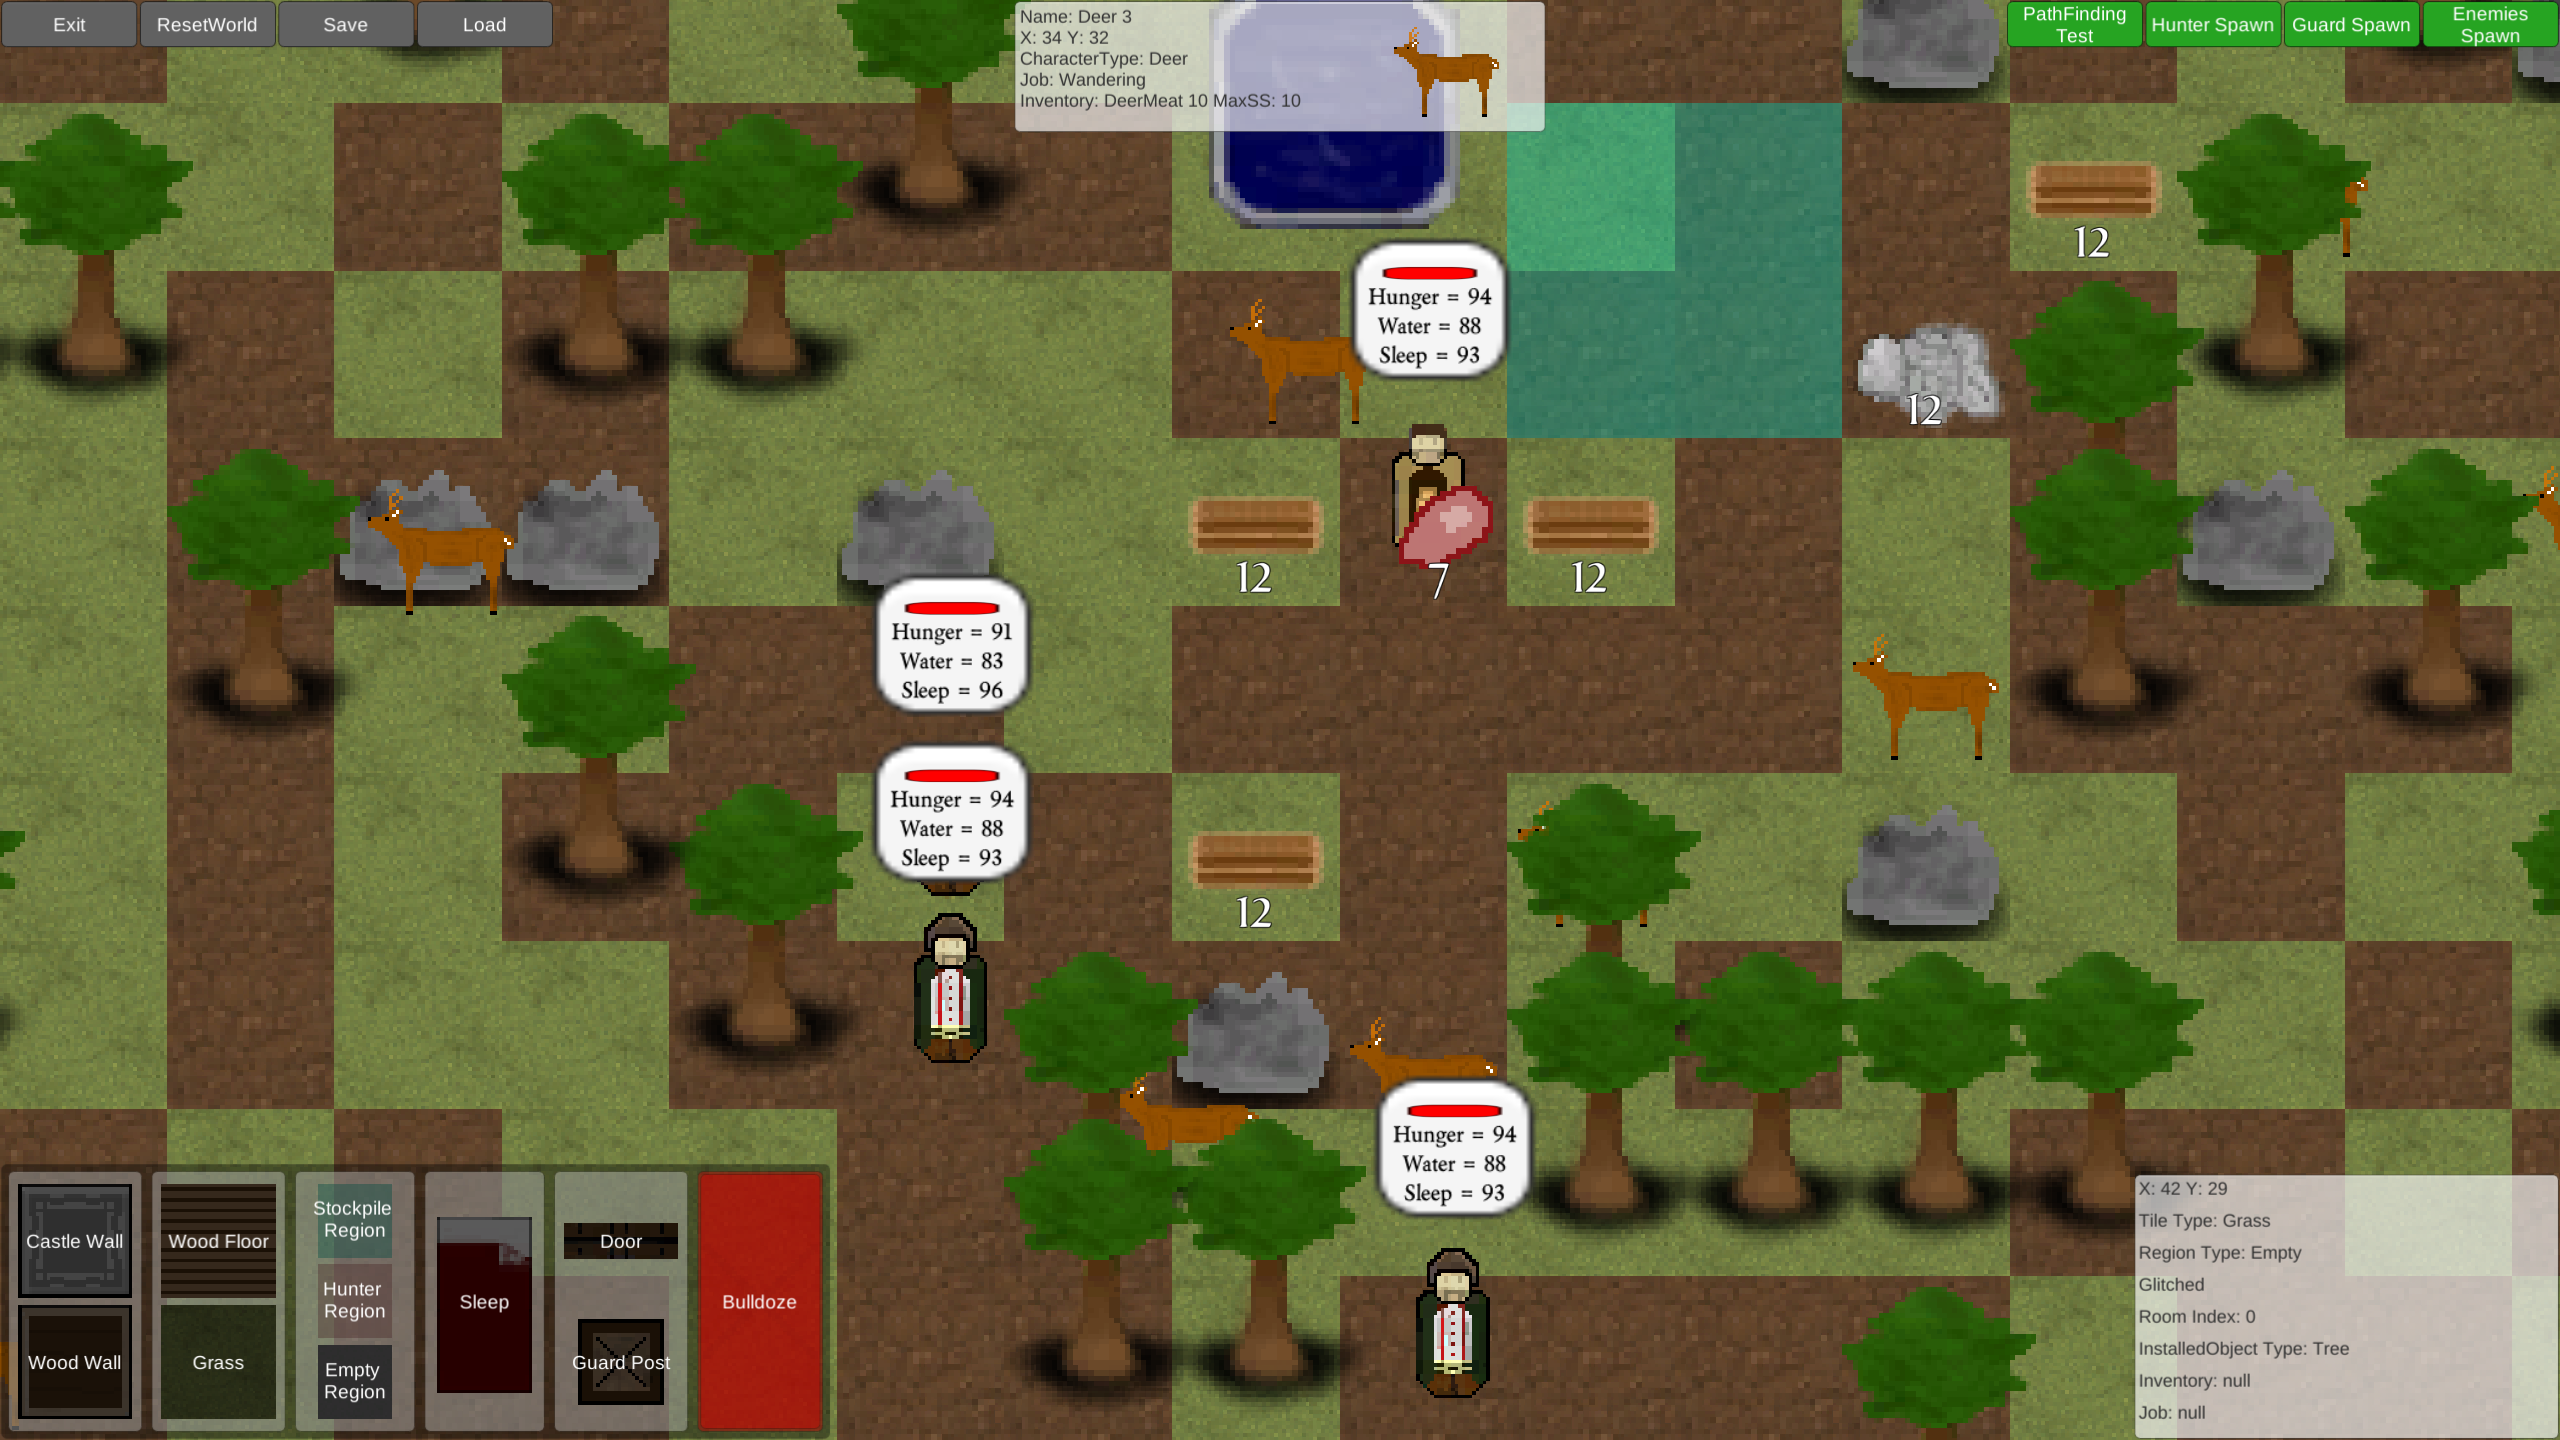 Exit
ResetWorld
Save
Load
Name: Deer 3
X: 34 Y: 32
CharacterType: Deer
Job: Wandering
Inventory: DeerMeat 10 MaxSS: 10
PathFinding
Test
Hunter Spawn
Guard Spawn
Enemies
Spawn
12
Hunger = 94
Water = 88
Sleep = 93
12
12
7
12
Hunger = 91
Water = 83
Sleep = 96
Hunger = 94
Water = 88
Sleep = 93
12
Hunger = 94
Water = 88
Sleep = 93
Castle Wall
Wood Wall
Wood Floor
Grass
Stockpile
Region
Hunter
Region
Empty
Region
Sleep
Door
Guard Post
Bulldoze
X: 42 Y: 29
Tile Type: Grass
Region Type: Empty
Glitched
Room Index: 0
InstalledObject Type: Tree
Inventory: null
Job: null